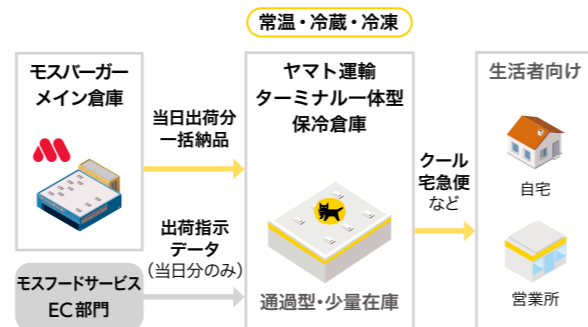 常温・冷蔵・冷凍
モスバーガー
メイン倉庫
当日出荷分
一括納品
ヤマト運輸
ターミナル一体型
保冷倉庫
生活者向け
クール
宅急便
など
自宅
出荷指示
データ
(当日分のみ)
モスフードサービス
EC部門
通過型・少量在庫
営業所